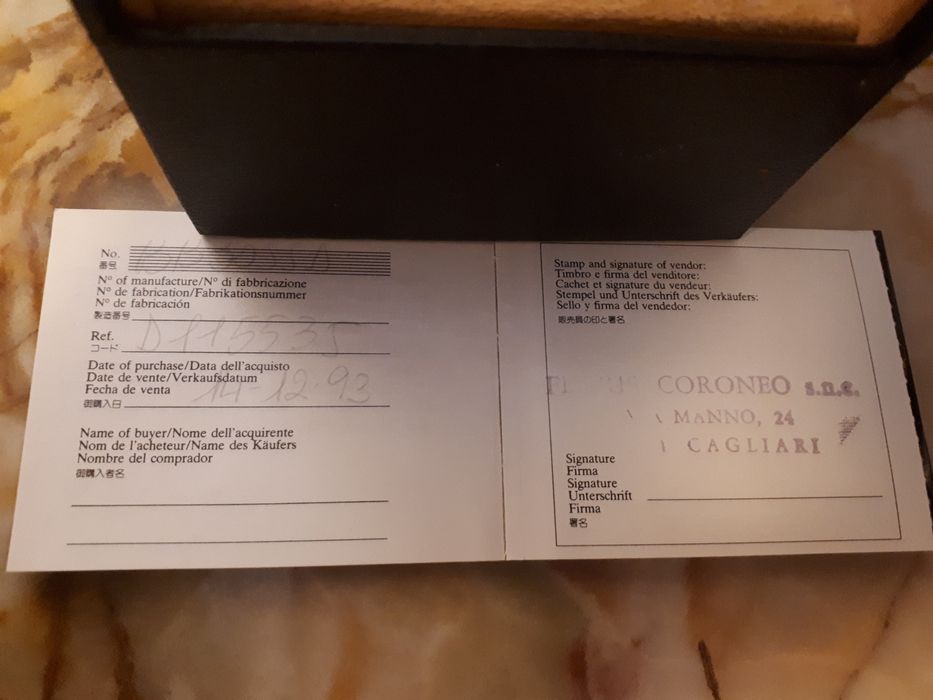 No.
番号
Nº of manufacture/Nº di fabbricazione
Nº de fabrication/Fabrikationsnummer
Nº de fabricación
製造番号
Ref. D115535
コード
Date of purchase/Data dell'acquisto
Date de vente/Verkaufsdatum
Fecha de venta 14-12-93
御購入日
Name of buyer/Nome dell'acquirente
Nom de l'acheteur/Name des Käufers
Nombre del comprador
御購入者名
Stamp and signature of vendor:
Timbro e firma del venditore:
Cachet et signature du vendeur:
Stempel und Unterschrift des Verkäufers:
Sello y firma del vendedor:
販売員の印と署名
CORONEO s.n.c.
MANNO, 24
CAGLIARI
Signature
Firma
Signature
Unterschrift
Firma
署名